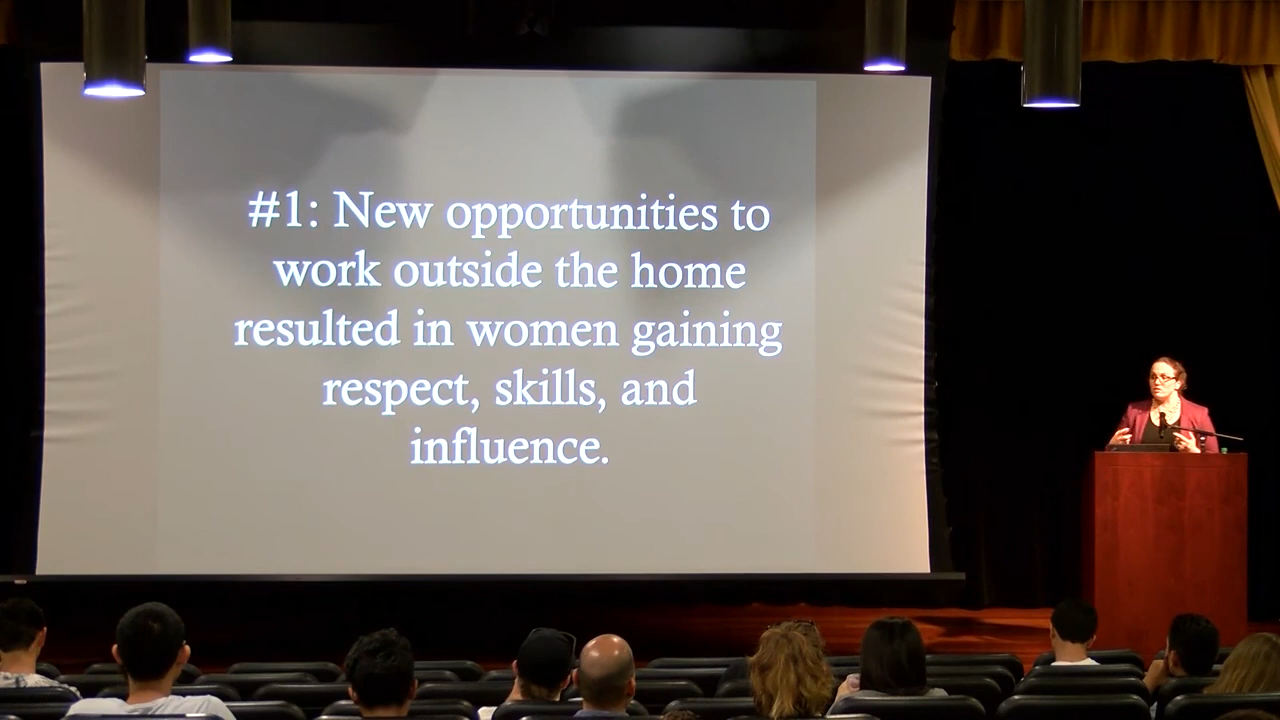 #1: New opportunities to
work outside the home
resulted in women gaining
respect, skills, and
influence.